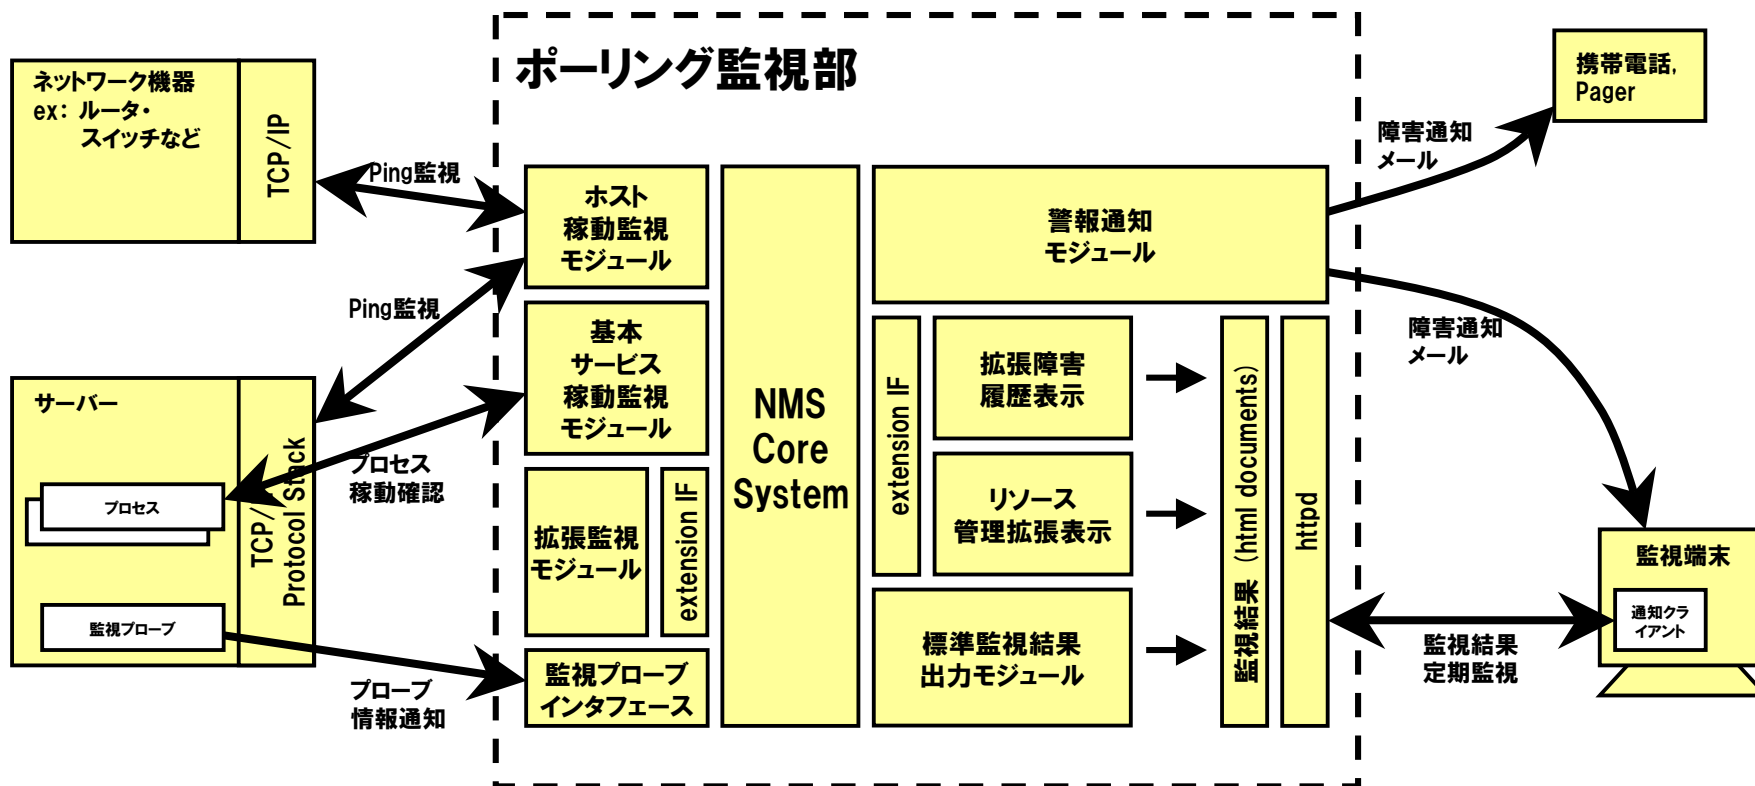 ポーリング監視部
ネットワーク機器
ex: ルータ・
スイッチなど
TCP/IP
Ping監視
Ping監視
サーバー
プロセス
監視プローブ
TCP/
Protocol Stack
プロセス
稼動確認
プローブ
情報通知
ホスト
稼動監視
モジュール
基本
サービス
稼動監視
モジュール
拡張監視
モジュール
extension IF
監視プローブ
インタフェース
NMS
Core
System
警報通知
モジュール
extension IF
拡張障害
履歴表示
リソース
管理拡張表示
標準監視結果
出力モジュール
監視結果 (html documents)
httpd
障害通知
メール
携帯電話,
Pager
障害通知
メール
監視結果
定期監視
監視端末
通知クラ
イアント